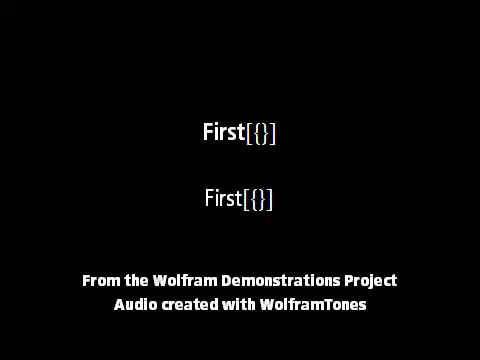 First[{}]
First[{}]
From the Wolfram Demonstrations Project
Audio created with WolframTones